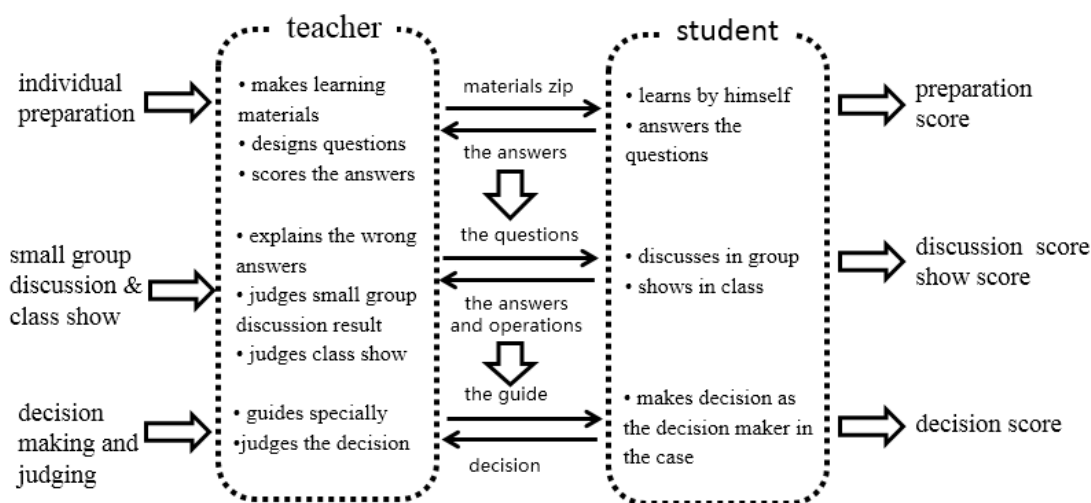 teacher
student
individual
preparation
• makes learning
materials
• designs questions
• scores the answers
materials zip
the answers
• learns by himself
• answers the
questions
preparation
score
small group
discussion &
class show
• explains the wrong
answers
• judges small group
discussion result
• judges class show
the questions
the answers
and operations
• discusses in group
• shows in class
discussion score
show score
decision
making and
judging
• guides specially
•judges the decision
the guide
decision
• makes decision as
the decision maker in
the case
decision score